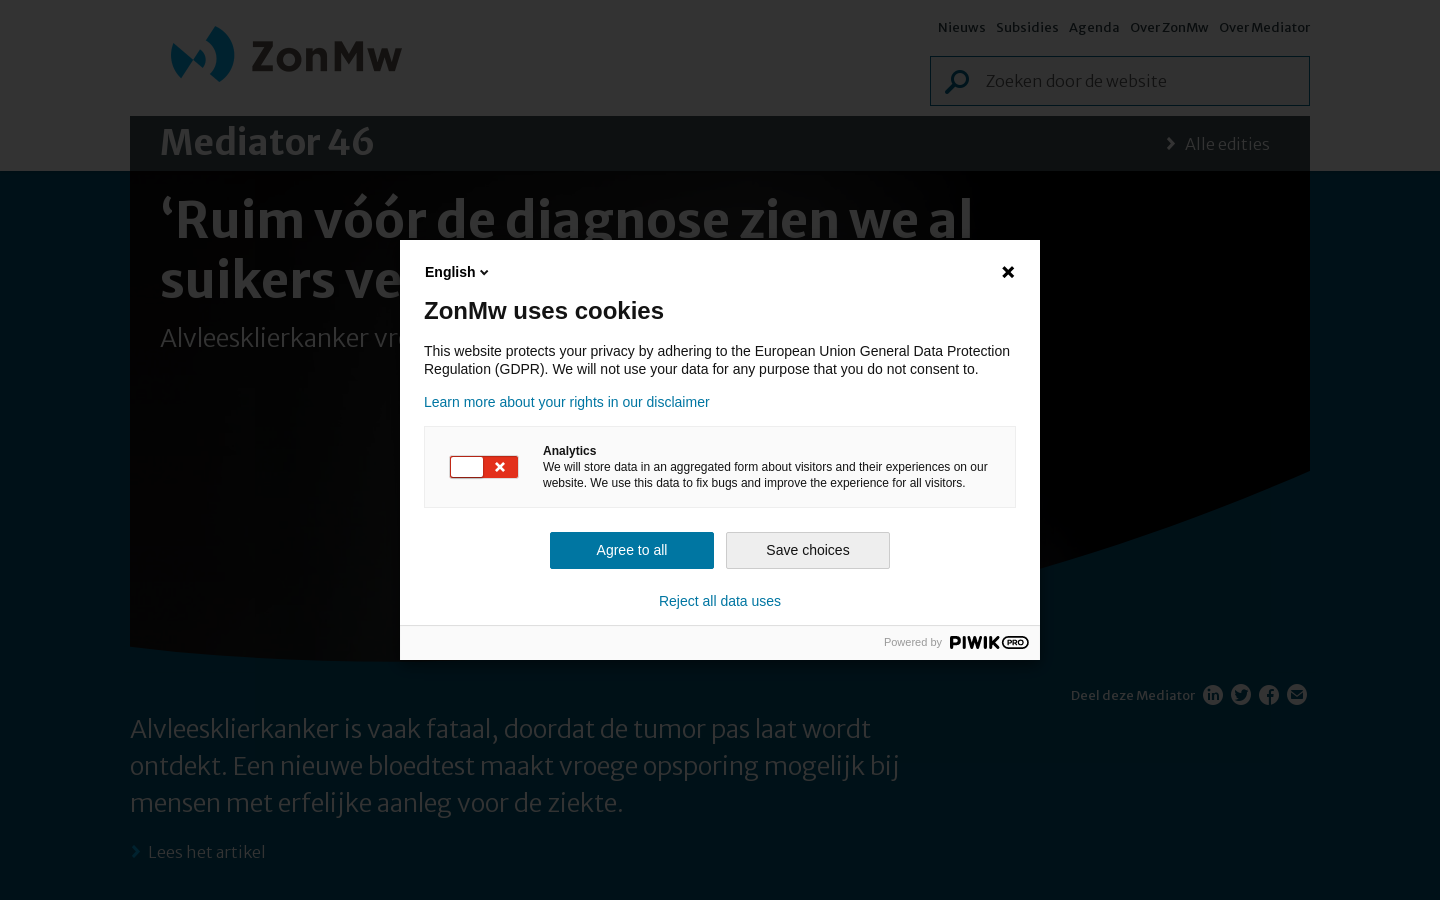 Nieuws Subsidies Agenda Over ZonMw Over Mediator
ZonMw
Zoeken door de website
Mediator 46
Alle edities
‘Ruim vóór de diagnose zien we al
suikers
Alvleesklierkanker
English
ZonMw uses cookies
This website protects your privacy by adhering to the European Union General Data Protection
Regulation (GDPR). We will not use your data for any purpose that you do not consent to.
Learn more about your rights in our disclaimer
Analytics
We will store data in an aggregated form about visitors and their experiences on our
website. We use this data to fix bugs and improve the experience for all visitors.
Agree to all Save choices
Reject all data uses
Powered by PIWIK PRO
Deel deze Mediator
Alvleesklierkanker is vaak fataal, doordat de tumor pas laat wordt
ontdekt. Een nieuwe bloedtest maakt vroege opsporing mogelijk bij
mensen met erfelijke aanleg voor de ziekte.
Lees het artikel